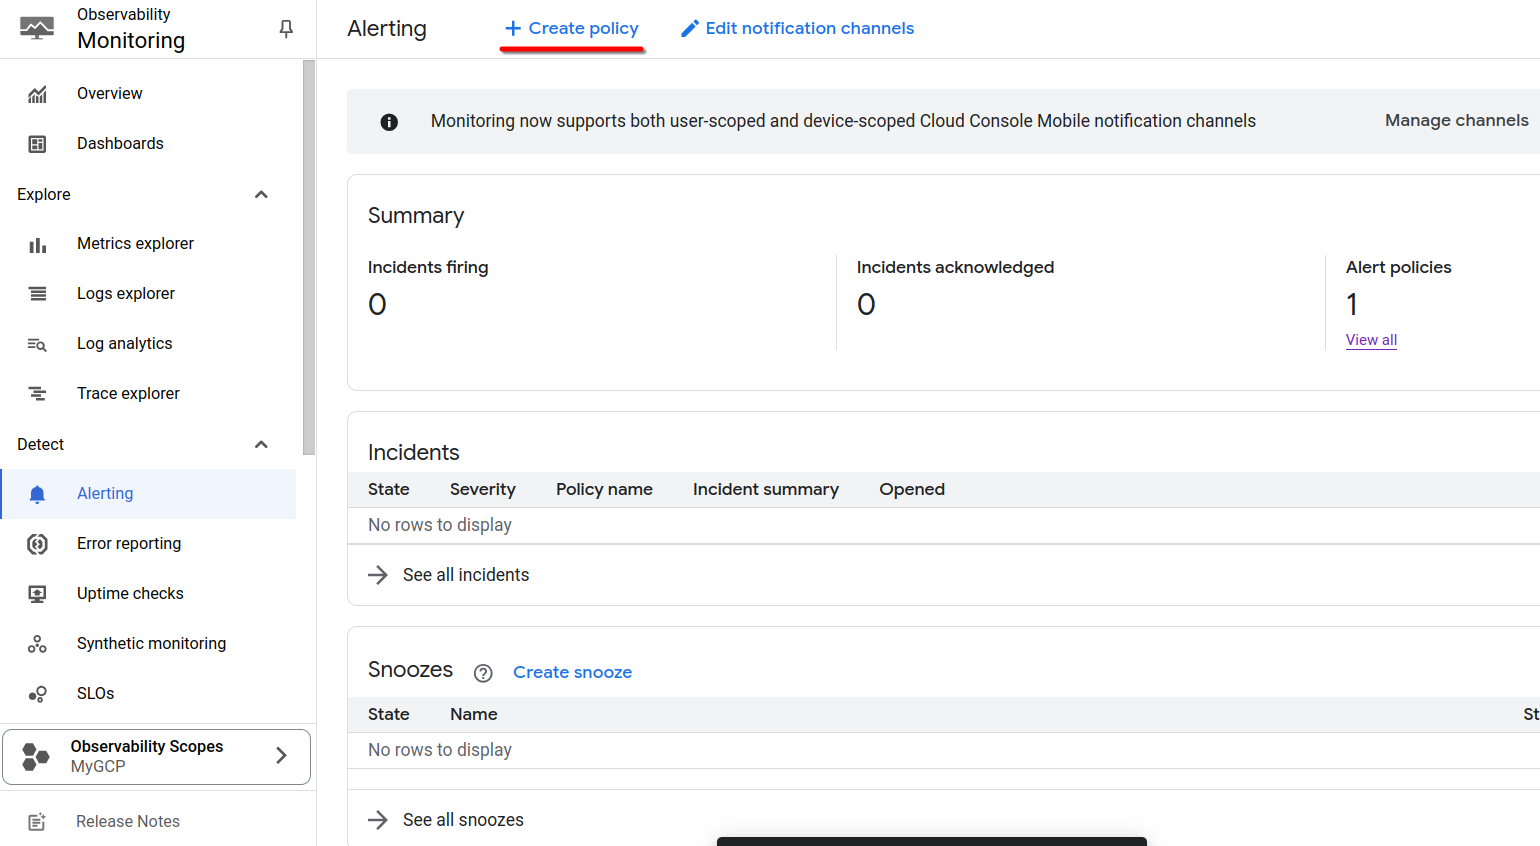 Observability
Monitoring
Overview
Dashboards
Explore
Metrics explorer
Logs explorer
Log analytics
Trace explorer
Detect
Alerting
Error reporting
Uptime checks
Synthetic monitoring
SLOs
Observability Scopes
MyGCP
Release Notes
Alerting
Create policy
Edit notification channels
Monitoring now supports both user-scoped and device-scoped Cloud Console Mobile notification channels
Manage channels
Summary
Incidents firing
0
Incidents acknowledged
0
Alert policies
1
View all
Incidents
State Severity Policy name Incident summary Opened
No rows to display
See all incidents
Snoozes
Create snooze
State Name St
No rows to display
See all snoozes